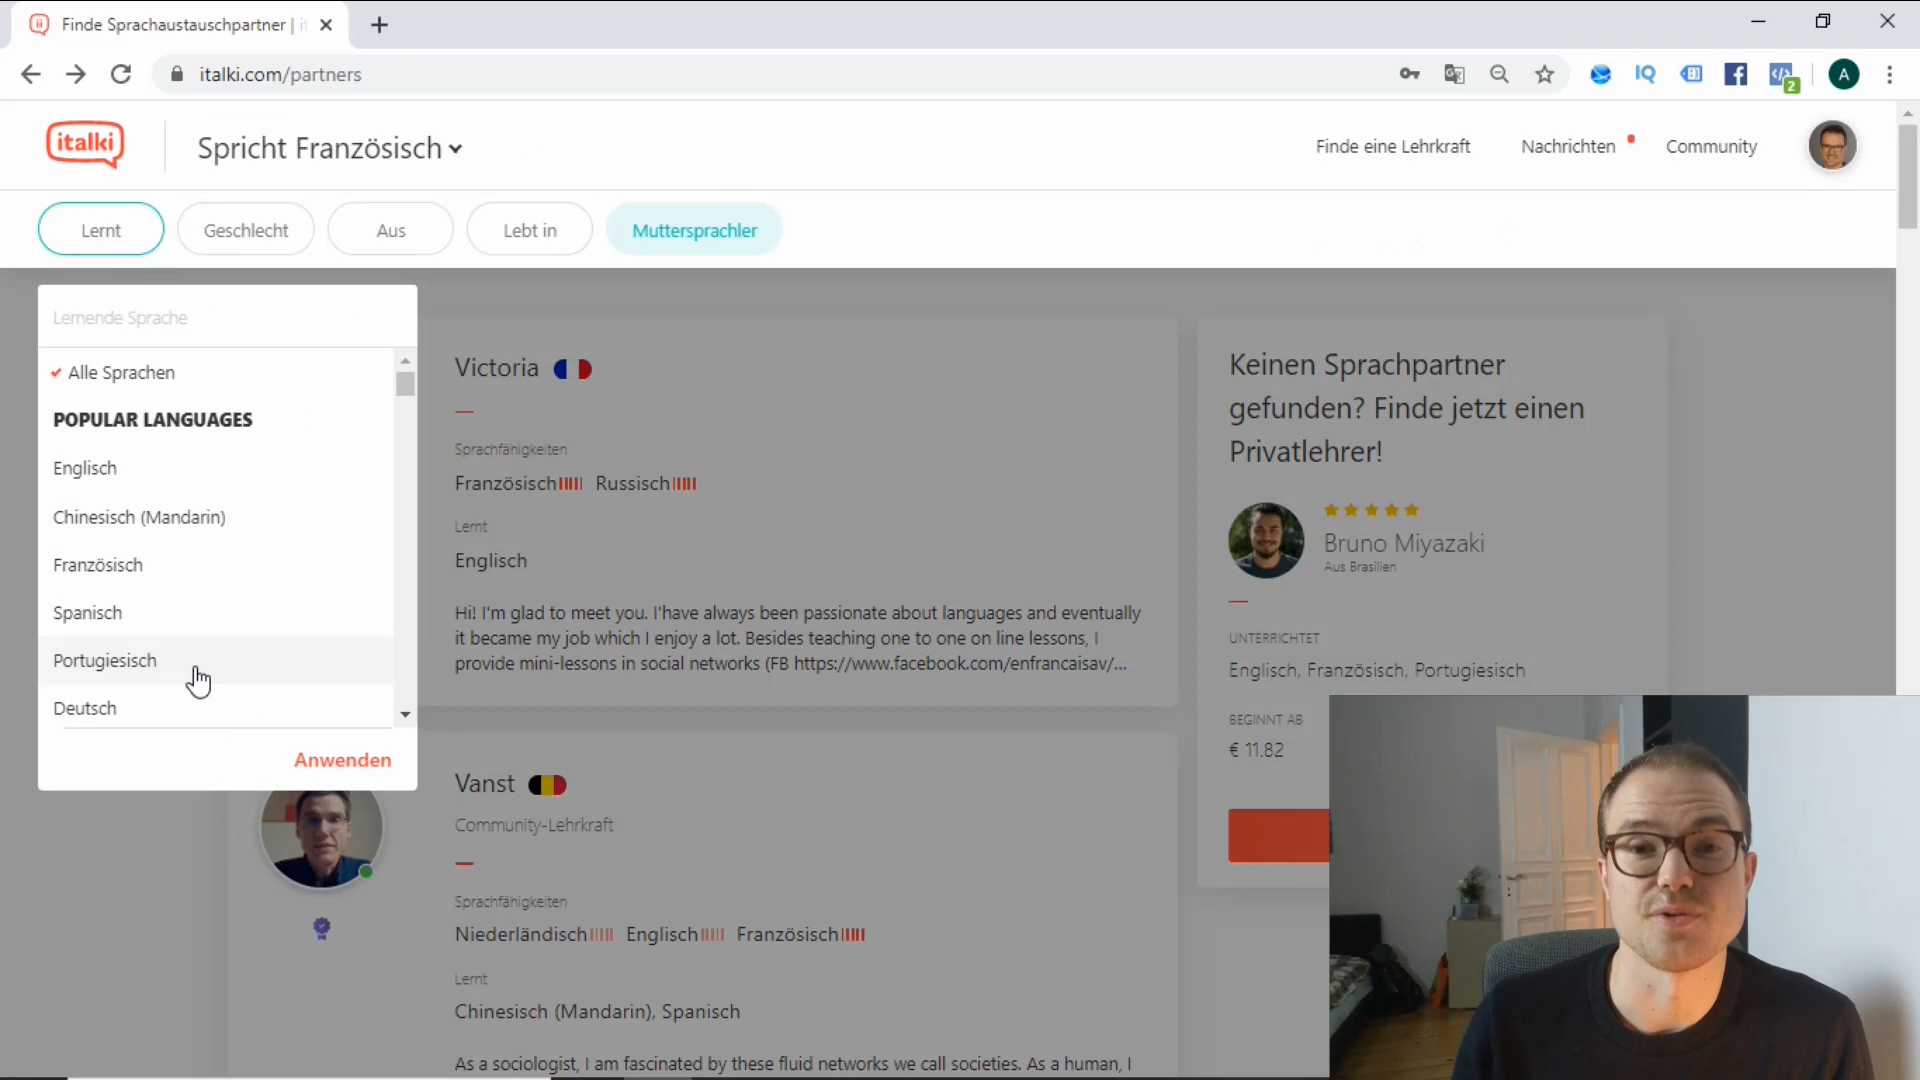 Finde Sprachaustauschpartner |
italki.com/partners
IQ
2
A
italki
Spricht Französisch
Finde eine Lehrkraft
Nachrichten
Community
Lernt
Geschlecht
Aus
Lebt in
Muttersprachler
Lernende Sprache
Alle Sprachen
POPULAR LANGUAGES
Englisch
Chinesisch (Mandarin)
Französisch
Spanisch
Portugiesisch
Deutsch
Anwenden
Victoria
Sprachfähigkeiten
Französisch Russisch
Lernt
Englisch
Hi! I'm glad to meet you. I'have always been passionate about languages and eventually
it became my job which I enjoy a lot. Besides teaching one to one on line lessons, I
provide mini-lessons in social networks (FB https://www.facebook.com/enfrancaisav/...
Vanst
Community-Lehrkraft
Sprachfähigkeiten
Niederländisch Englisch Französisch
Lernt
Chinesisch (Mandarin), Spanisch
As a sociologist, I am fascinated by these fluid networks we call societies. As a human, I
Keinen Sprachpartner
gefunden? Finde jetzt einen
Privatlehrer!
Bruno Miyazaki
Aus Brasilien
UNTERRICHTET
Englisch, Französisch, Portugiesisch
BEGINNT AB
€ 11.82